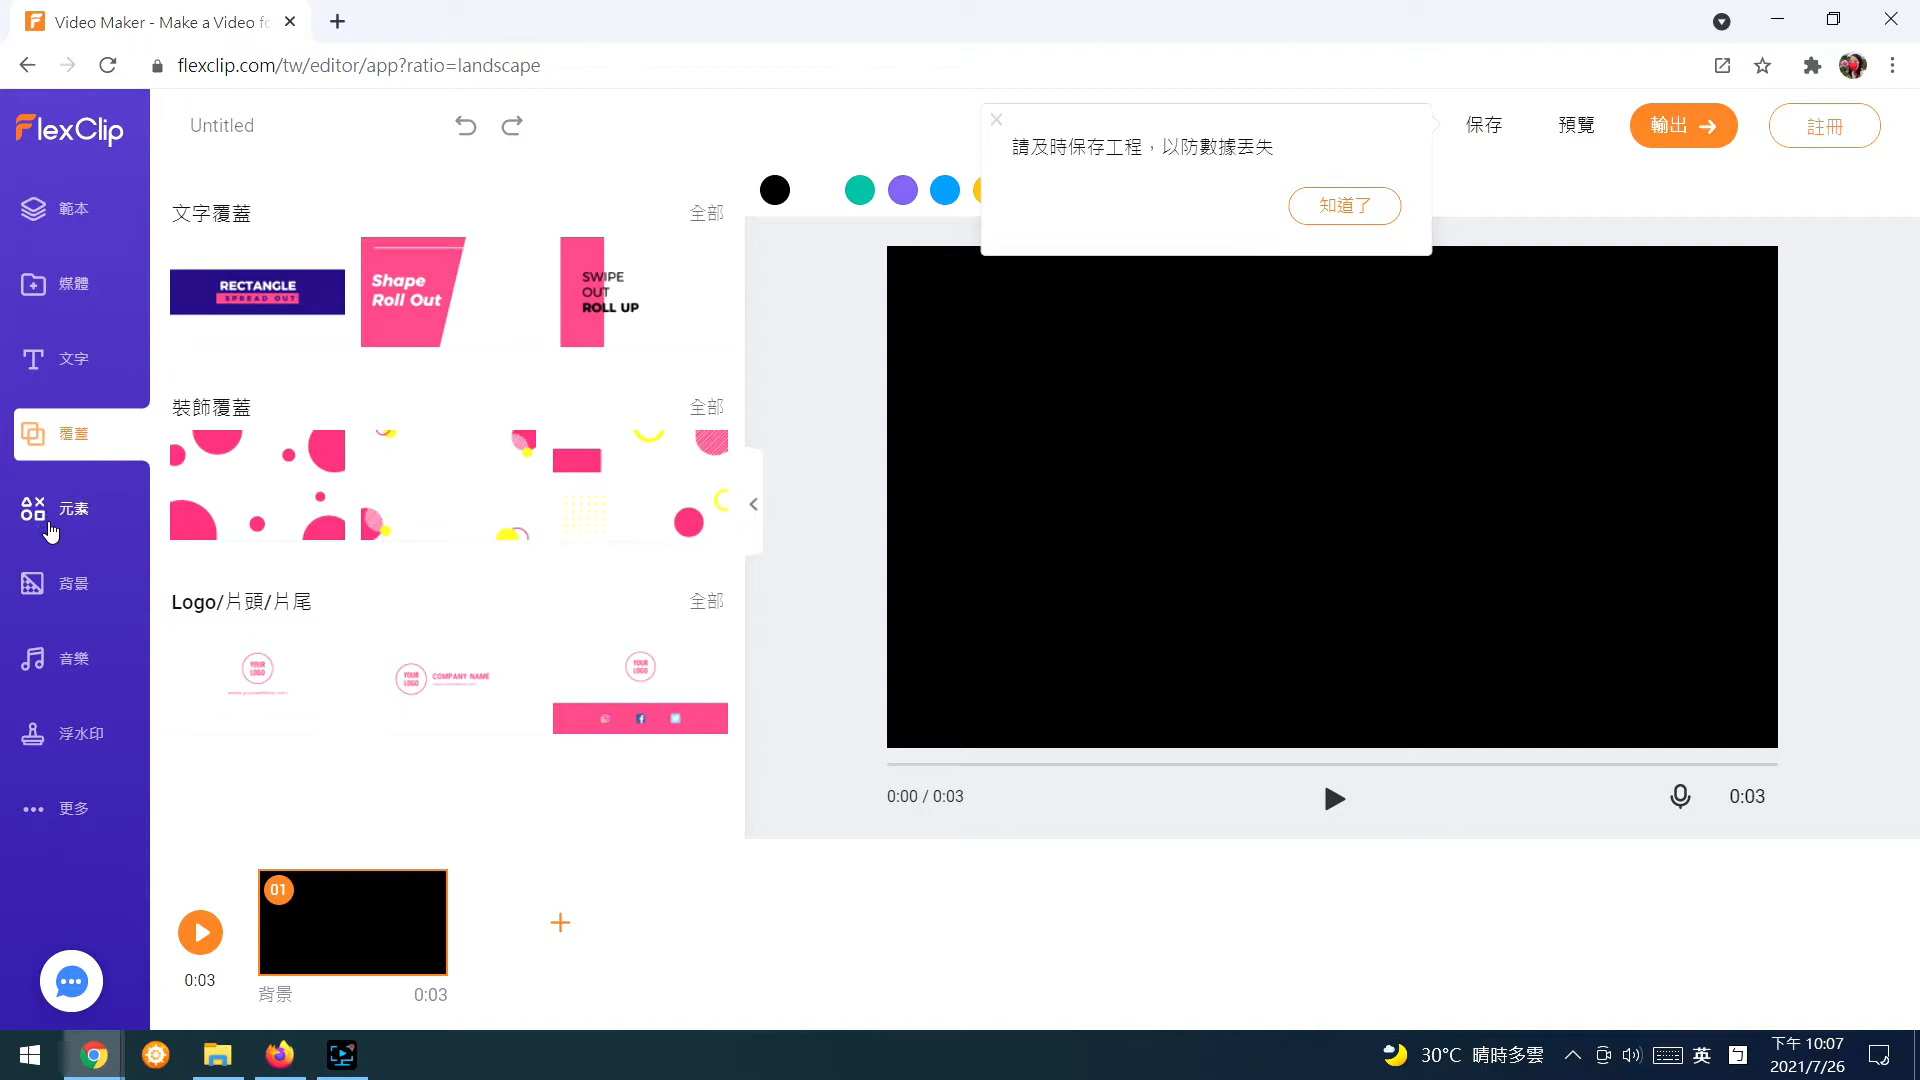 Video Maker - Make a Video fo
flexclip.com/tw/editor/app?ratio=landscape
FlexClip
Untitled
請及時保存工程，以防數據丟失
知道了
保存
預覽
輸出
註冊
範本
媒體
文字
覆蓋
元素
背景
音樂
浮水印
更多
文字覆蓋
全部
RECTANGLE
SPREAD OUT
Shape
Roll Out
SWIPE
OUT
ROLL UP
裝飾覆蓋
全部
Logo/片頭/片尾
全部
YOUR
LOGO
YOUR
LOGO
COMPANY NAME
YOUR
LOGO
0:00 / 0:03
0:03
01
0:03
背景
0:03
30°C 晴時多雲
英
下午 10:07
2021/7/26